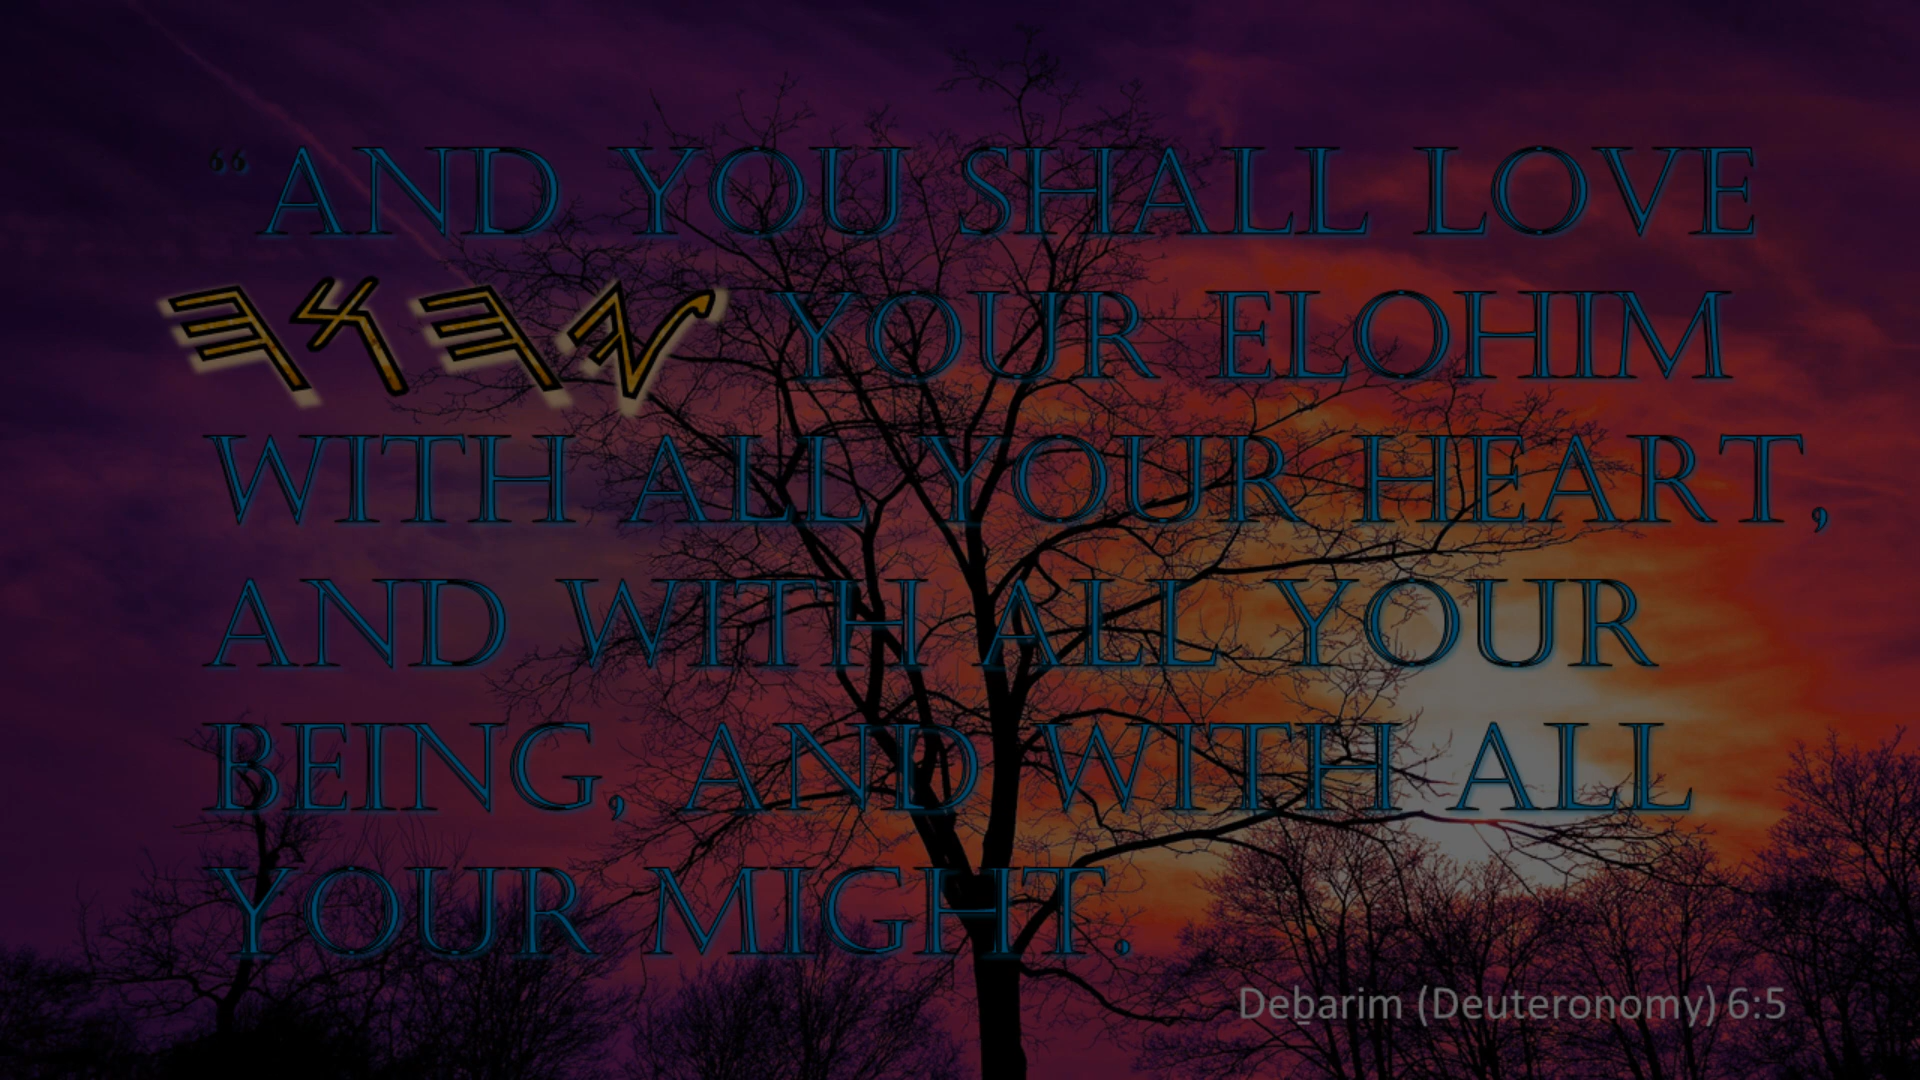 “AND YOU SHALL LOVE
𐤉𐤄𐤅𐤄 YOUR ELOHIM
WITH ALL YOUR HEART,
AND WITH ALL YOUR
BEING, AND WITH ALL
YOUR MIGHT.
Deḇarim (Deuteronomy) 6:5